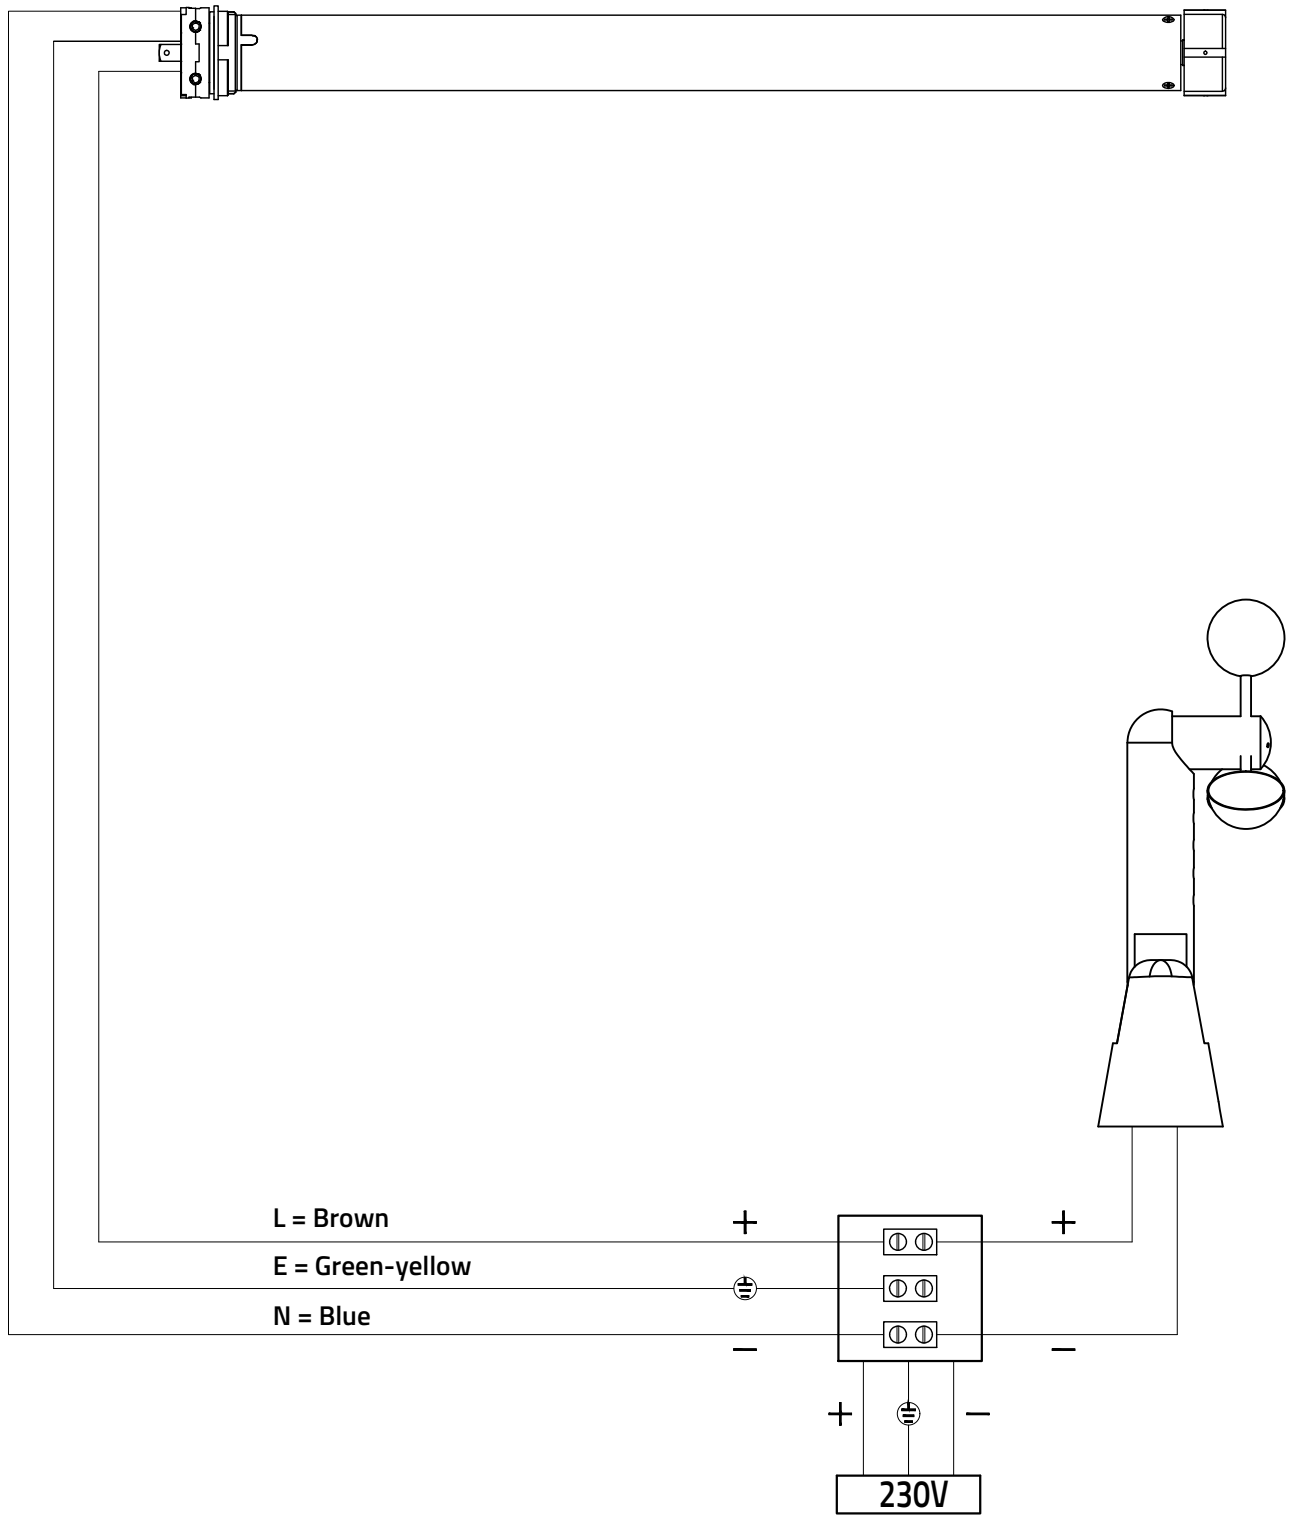 L = Brown
+
+
E = Green-yellow
N = Blue
−
−
+
−
230V